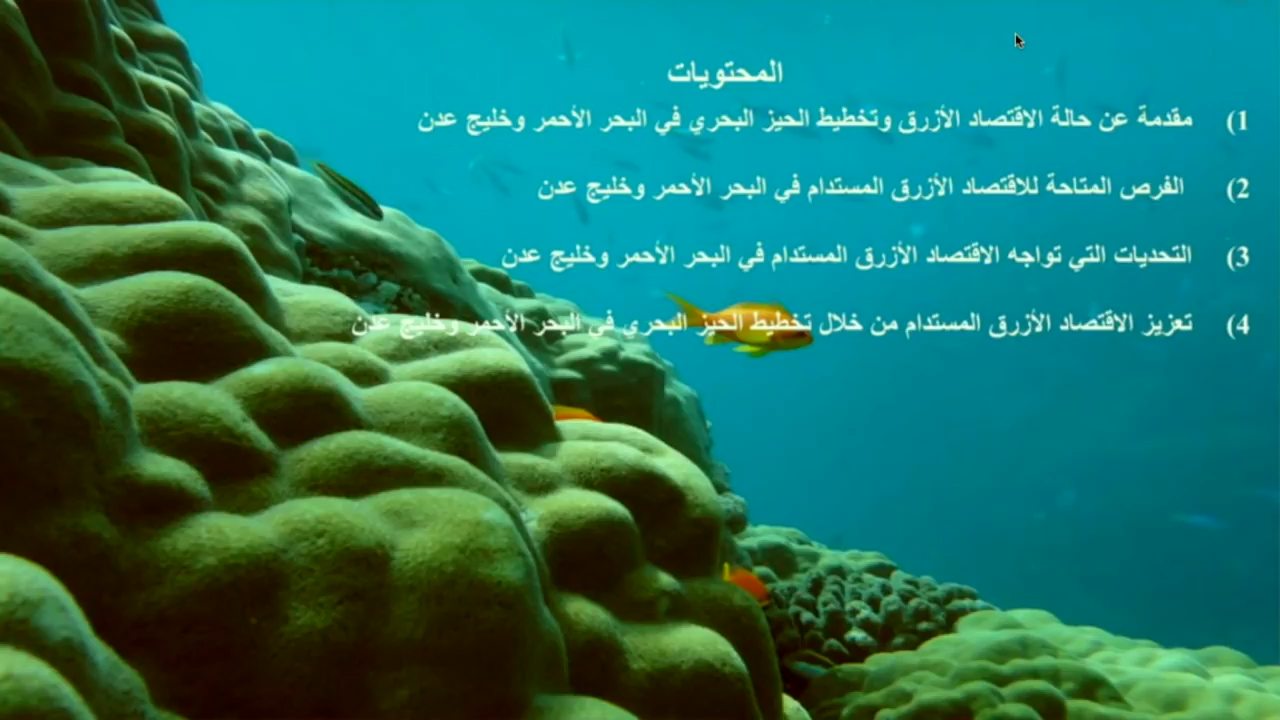 المحتويات
1) مقدمة عن حالة الاقتصاد الأزرق وتخطيط الحيز البحري في البحر الأحمر وخليج عدن
2) الفرص المتاحة للاقتصاد الأزرق المستدام في البحر الأحمر وخليج عدن
3) التحديات التي تواجه الاقتصاد الأزرق المستدام في البحر الأحمر وخليج عدن
4) تعزيز الاقتصاد الأزرق المستدام من خلال تخطيط الحيز البحري في البحر الأحمر وخليج عدن